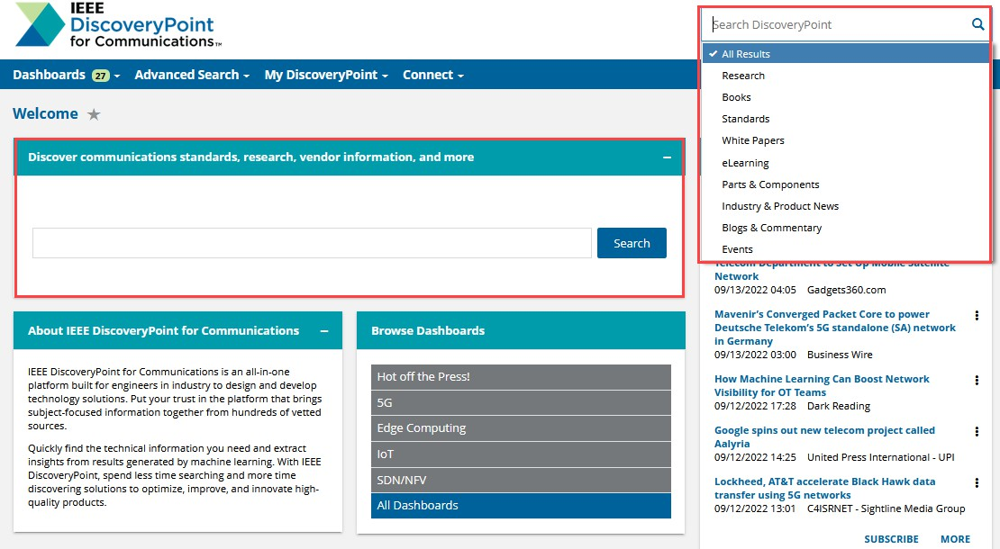 IEEE
DiscoveryPoint
for Communications™
Search DiscoveryPoint
All Results
Research
Books
Standards
White Papers
eLearning
Parts & Components
Industry & Product News
Blogs & Commentary
Events
Dashboards 27 Advanced Search My DiscoveryPoint Connect
Welcome
Discover communications standards, research, vendor information, and more
Search
About IEEE DiscoveryPoint for Communications
IEEE DiscoveryPoint for Communications is an all-in-one
platform built for engineers in industry to design and develop
technology solutions. Put your trust in the platform that brings
subject-focused information together from hundreds of vetted
sources.
Quickly find the technical information you need and extract
insights from results generated by machine learning. With IEEE
DiscoveryPoint, spend less time searching and more time
discovering solutions to optimize, improve, and innovate high-
quality products.
Browse Dashboards
Hot off the Press!
5G
Edge Computing
IoT
SDN/NFV
All Dashboards
Telecom Department to Set Up Mobile Satellite
Network
09/13/2022 04:05 Gadgets360.com
Mavenir's Converged Packet Core to power
Deutsche Telekom's 5G standalone (SA) network
in Germany
09/13/2022 03:00 Business Wire
How Machine Learning Can Boost Network
Visibility for OT Teams
09/12/2022 17:28 Dark Reading
Google spins out new telecom project called
Aalyria
09/12/2022 14:25 United Press International - UPI
Lockheed, AT&T accelerate Black Hawk data
transfer using 5G networks
09/12/2022 13:01 C4ISRNET - Sightline Media Group
SUBSCRIBE MORE